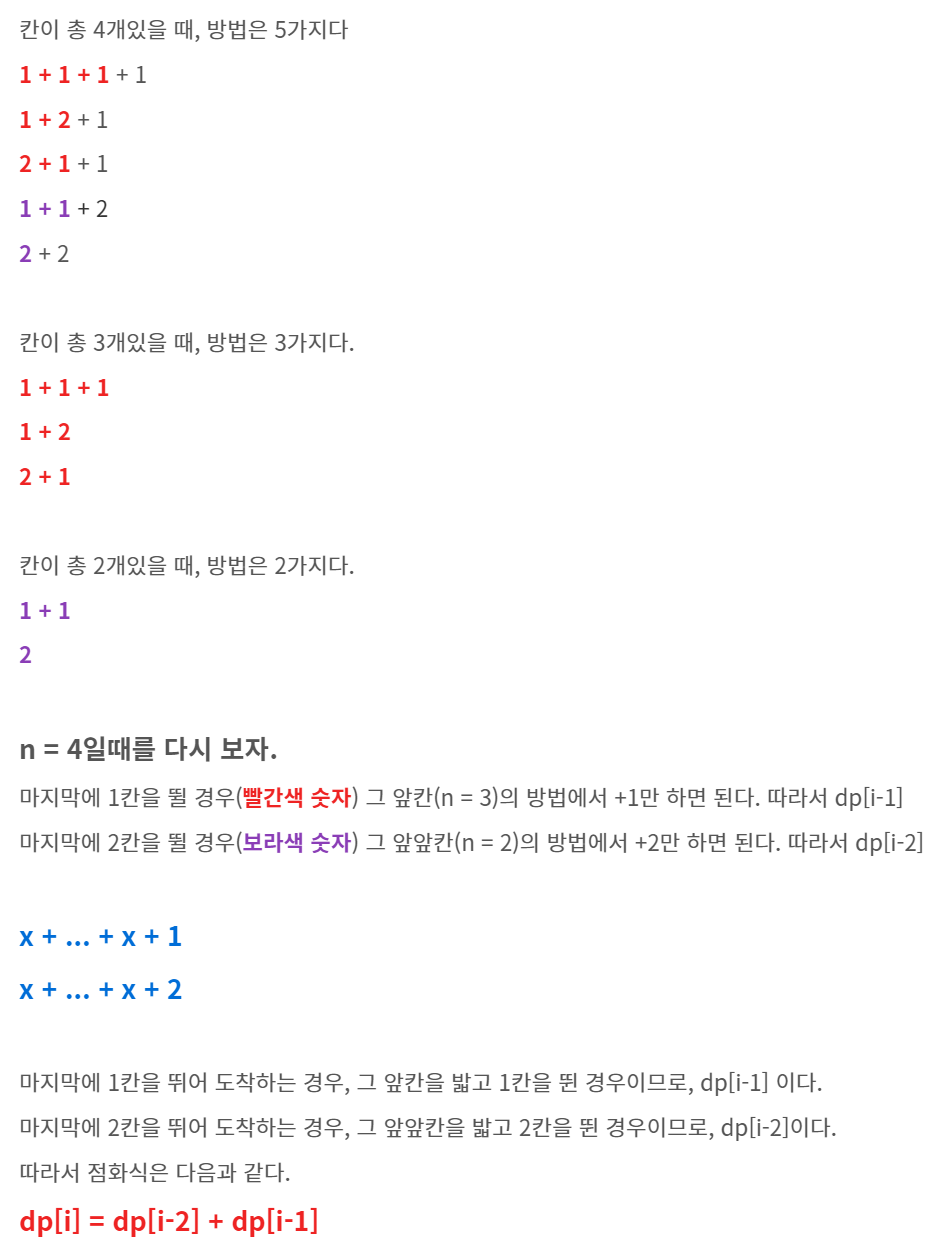 칸이 총 4개있을 때, 방법은 5가지다
1 + 1 + 1 + 1
1 + 2 + 1
2 + 1 + 1
1 + 1 + 2
2 + 2
칸이 총 3개있을 때, 방법은 3가지다.
1 + 1 + 1
1 + 2
2 + 1
칸이 총 2개있을 때, 방법은 2가지다.
1 + 1
2
n = 4일때를 다시 보자.
마지막에 1칸을 뛸 경우(빨간색 숫자) 그 앞칸(n = 3)의 방법에서 +1만 하면 된다. 따라서 dp[i-1]
마지막에 2칸을 뛸 경우(보라색 숫자) 그 앞앞칸(n = 2)의 방법에서 +2만 하면 된다. 따라서 dp[i-2]
x + ... + x + 1
x + ... + x + 2
마지막에 1칸을 뛰어 도착하는 경우, 그 앞칸을 밟고 1칸을 뛴 경우이므로, dp[i-1] 이다.
마지막에 2칸을 뛰어 도착하는 경우, 그 앞앞칸을 밟고 2칸을 뛴 경우이므로, dp[i-2]이다.
따라서 점화식은 다음과 같다.
dp[i] = dp[i-2] + dp[i-1]